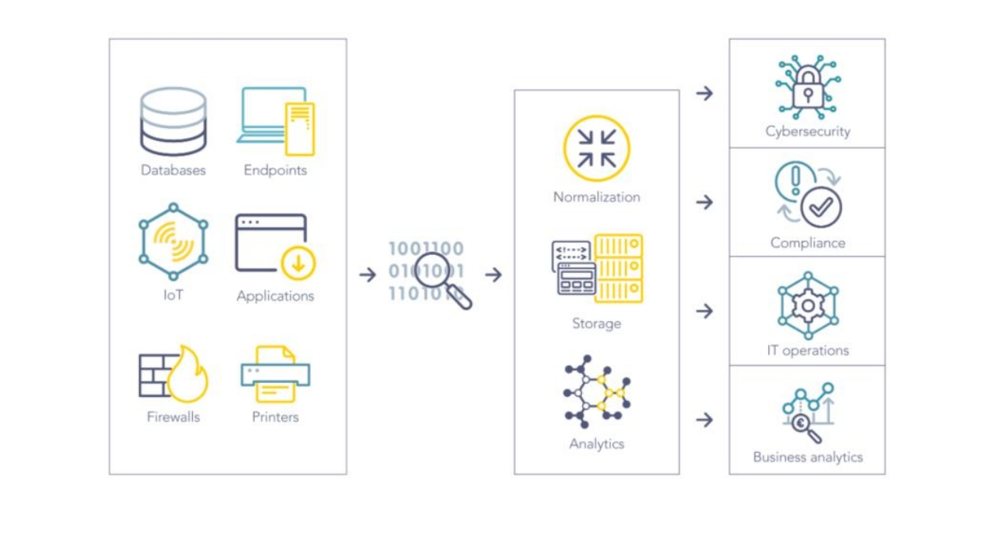 Databases
Endpoints
IoT
Applications
Firewalls
Printers
1001100
0101001
1101010
Normalization
Storage
Analytics
Cybersecurity
Compliance
IT operations
Business analytics